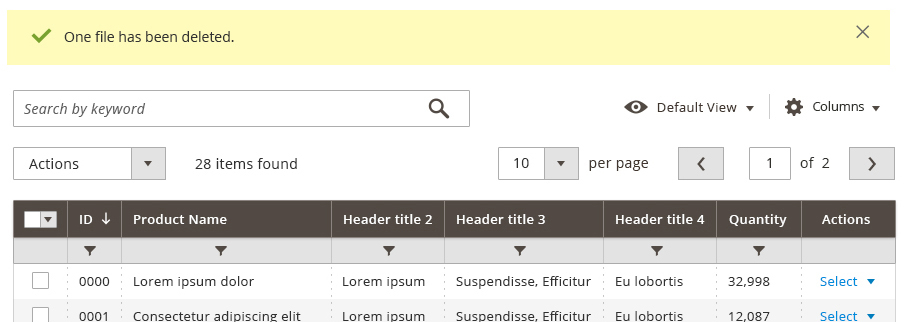 One file has been deleted.
Search by keyword Default View Columns
Actions 28 items found 10 per page 1 of 2
ID Product Name Header title 2 Header title 3 Header title 4 Quantity Actions
0000 Lorem ipsum dolor Lorem ipsum Suspendisse, Efficitur Eu lobortis 32,998 Select
0001 Consectetur adipiscing elit Lorem ipsum Suspendisse, Efficitur Eu lobortis 12,087 Select